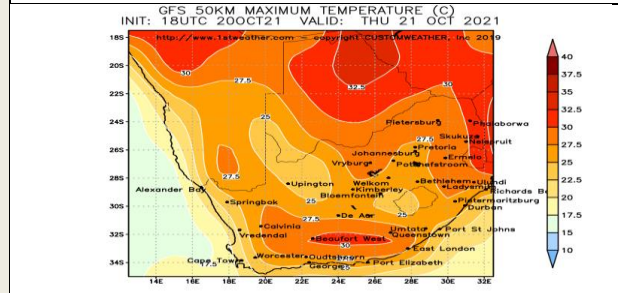 GFS 50KM MAXIMUM TEMPERATURE (C)
INIT: 18UTC 20OCT21 VALID: THU 21 OCT 2021
http://www.1stweather.com copyright CUSTOMWEATHER, Inc 2019
18S
20S
22S
24S
26S
28S
30S
32S
34S
30
27.5
32.5
30
25
27.5
27.5
25
25
27.5
30
17.5
25
Pietersburg
Phalaborwa
Skukuza
Nelspruit
Pretoria
Johannesburg
Ermelo
Vryburg
Potchefstroom
Welkom
Bethlehem
Ulundi
Upington
Kimberley
Ladysmith
Richards B
Alexander Bay
Bloemfontein
Pietermaritzburg
Springbok
Durban
De Aar
Calvinia
Umtata
Port St Johns
Vredendal
Beaufort West
Queenstown
East London
Cape Town
Worcester
Oudtshoorn
George
Port Elizabeth
14E 16E 18E 20E 22E 24E 26E 28E 30E 32E
40
37.5
35
32.5
30
27.5
25
22.5
20
17.5
15
10